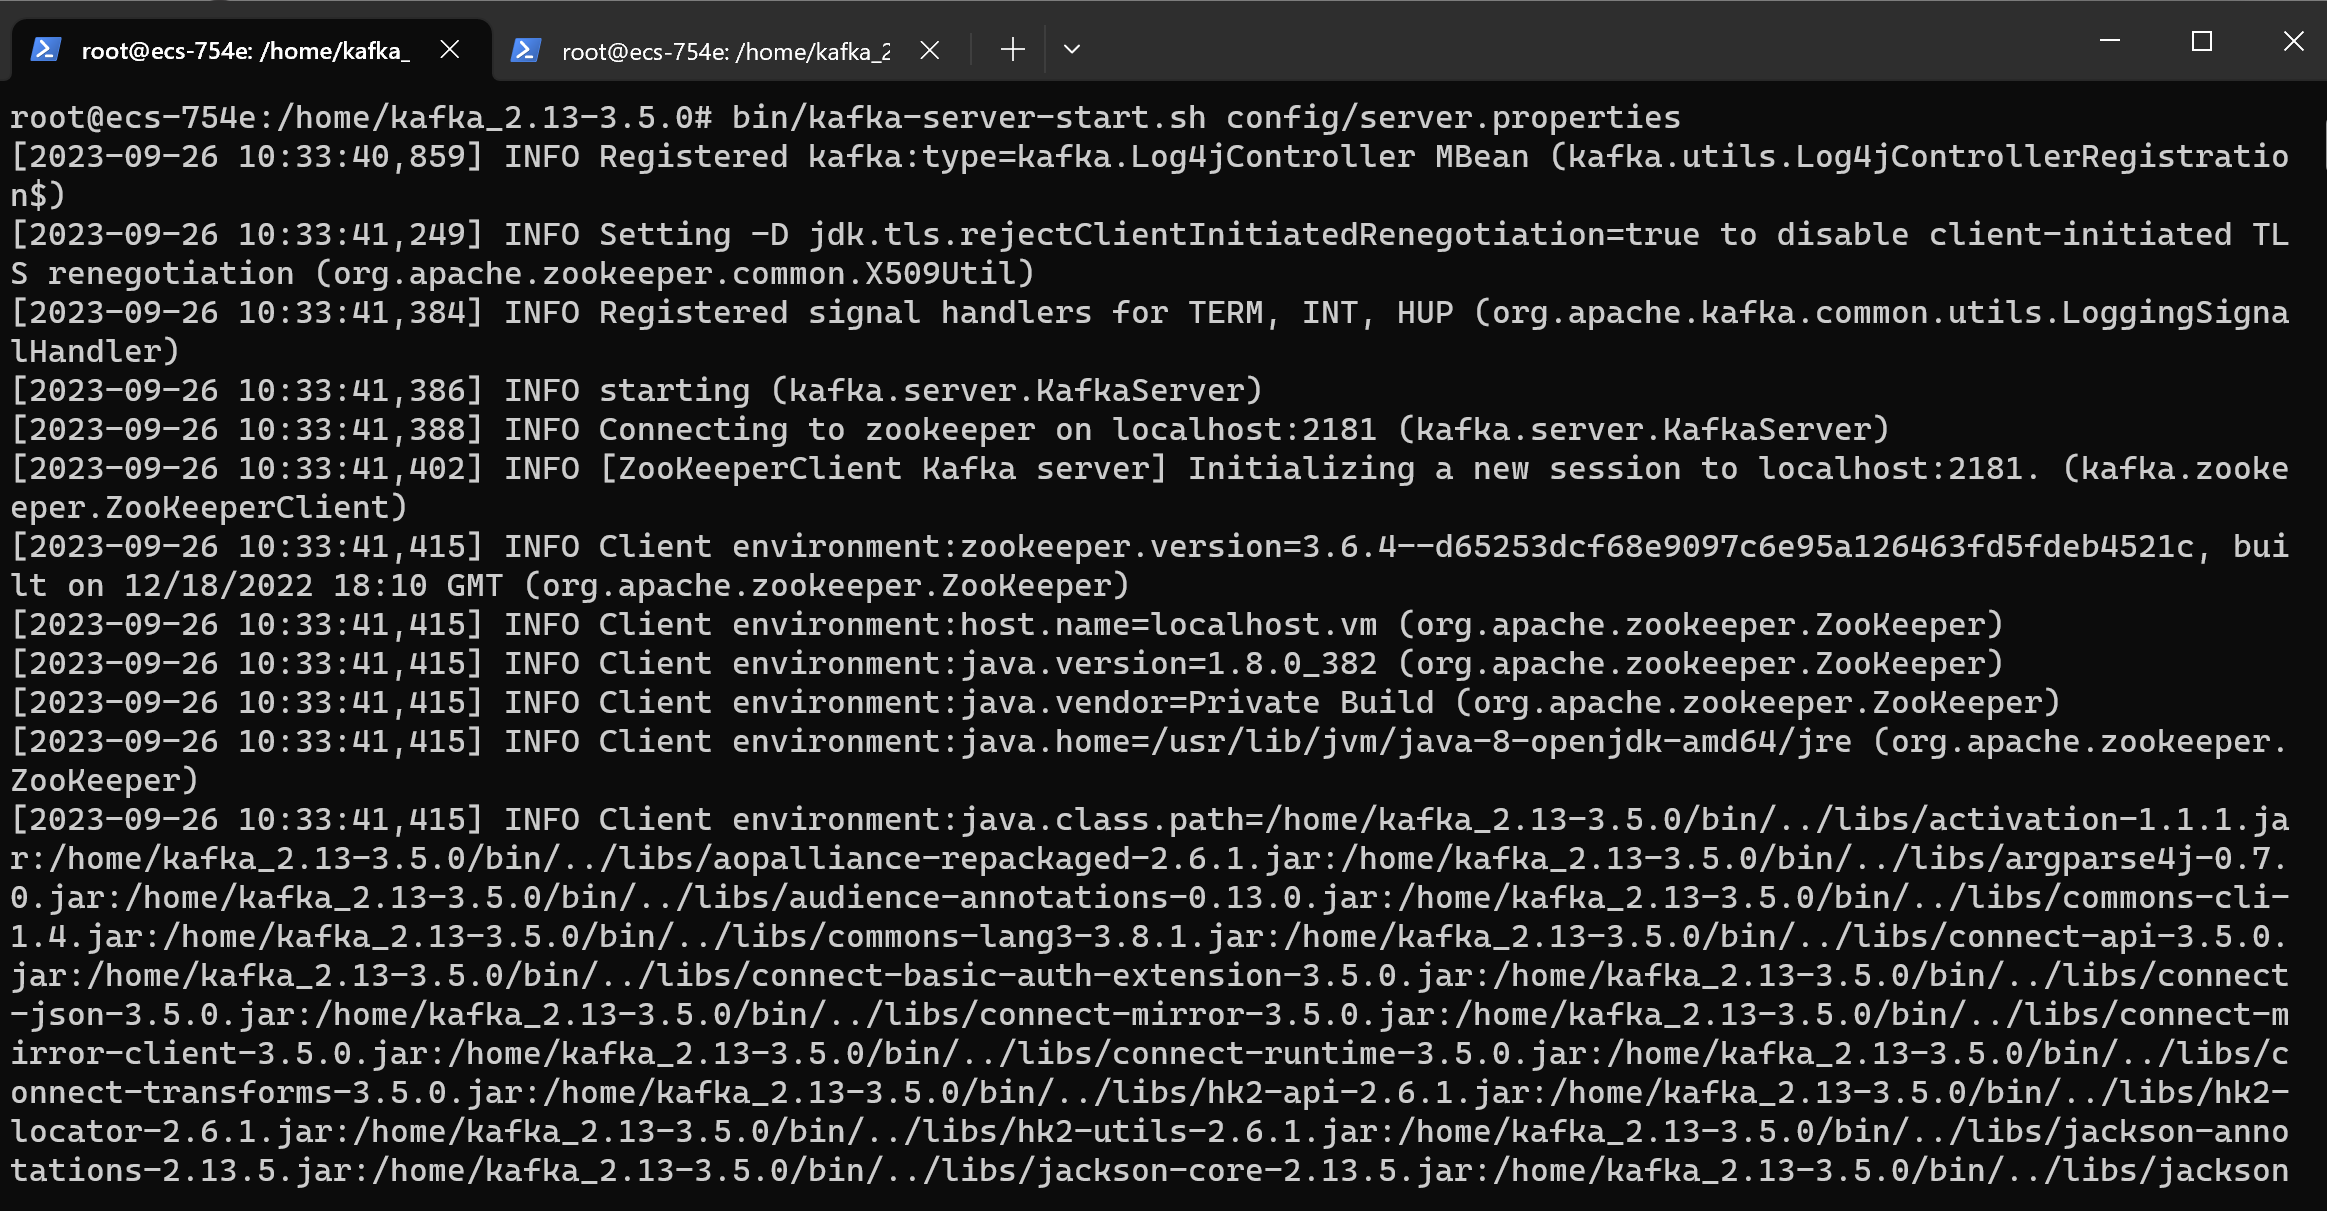 root@ecs-754e: /home/kafka_
root@ecs-754e: /home/kafka_2
root@ecs-754e:/home/kafka_2.13-3.5.0# bin/kafka-server-start.sh config/server.properties
[2023-09-26 10:33:40,859] INFO Registered kafka:type=kafka.Log4jController MBean (kafka.utils.Log4jControllerRegistratio
n$)
[2023-09-26 10:33:41,249] INFO Setting -D jdk.tls.rejectClientInitiatedRenegotiation=true to disable client-initiated TL
S renegotiation (org.apache.zookeeper.common.X509Util)
[2023-09-26 10:33:41,384] INFO Registered signal handlers for TERM, INT, HUP (org.apache.kafka.common.utils.LoggingSigna
lHandler)
[2023-09-26 10:33:41,386] INFO starting (kafka.server.KafkaServer)
[2023-09-26 10:33:41,388] INFO Connecting to zookeeper on localhost:2181 (kafka.server.KafkaServer)
[2023-09-26 10:33:41,402] INFO [ZooKeeperClient Kafka server] Initializing a new session to localhost:2181. (kafka.zooke
eper.ZooKeeperClient)
[2023-09-26 10:33:41,415] INFO Client environment:zookeeper.version=3.6.4--d65253dcf68e9097c6e95a126463fd5fdeb4521c, bui
lt on 12/18/2022 18:10 GMT (org.apache.zookeeper.ZooKeeper)
[2023-09-26 10:33:41,415] INFO Client environment:host.name=localhost.vm (org.apache.zookeeper.ZooKeeper)
[2023-09-26 10:33:41,415] INFO Client environment:java.version=1.8.0_382 (org.apache.zookeeper.ZooKeeper)
[2023-09-26 10:33:41,415] INFO Client environment:java.vendor=Private Build (org.apache.zookeeper.ZooKeeper)
[2023-09-26 10:33:41,415] INFO Client environment:java.home=/usr/lib/jvm/java-8-openjdk-amd64/jre (org.apache.zookeeper.
ZooKeeper)
[2023-09-26 10:33:41,415] INFO Client environment:java.class.path=/home/kafka_2.13-3.5.0/bin/../libs/activation-1.1.1.ja
r:/home/kafka_2.13-3.5.0/bin/../libs/aopalliance-repackaged-2.6.1.jar:/home/kafka_2.13-3.5.0/bin/../libs/argparse4j-0.7.
0.jar:/home/kafka_2.13-3.5.0/bin/../libs/audience-annotations-0.13.0.jar:/home/kafka_2.13-3.5.0/bin/../libs/commons-cli-
1.4.jar:/home/kafka_2.13-3.5.0/bin/../libs/commons-lang3-3.8.1.jar:/home/kafka_2.13-3.5.0/bin/../libs/connect-api-3.5.0.
jar:/home/kafka_2.13-3.5.0/bin/../libs/connect-basic-auth-extension-3.5.0.jar:/home/kafka_2.13-3.5.0/bin/../libs/connect
-json-3.5.0.jar:/home/kafka_2.13-3.5.0/bin/../libs/connect-mirror-3.5.0.jar:/home/kafka_2.13-3.5.0/bin/../libs/connect-m
irror-client-3.5.0.jar:/home/kafka_2.13-3.5.0/bin/../libs/connect-runtime-3.5.0.jar:/home/kafka_2.13-3.5.0/bin/../libs/c
onnect-transforms-3.5.0.jar:/home/kafka_2.13-3.5.0/bin/../libs/hk2-api-2.6.1.jar:/home/kafka_2.13-3.5.0/bin/../libs/hk2-
locator-2.6.1.jar:/home/kafka_2.13-3.5.0/bin/../libs/hk2-utils-2.6.1.jar:/home/kafka_2.13-3.5.0/bin/../libs/jackson-anno
tations-2.13.5.jar:/home/kafka_2.13-3.5.0/bin/../libs/jackson-core-2.13.5.jar:/home/kafka_2.13-3.5.0/bin/../libs/jackson